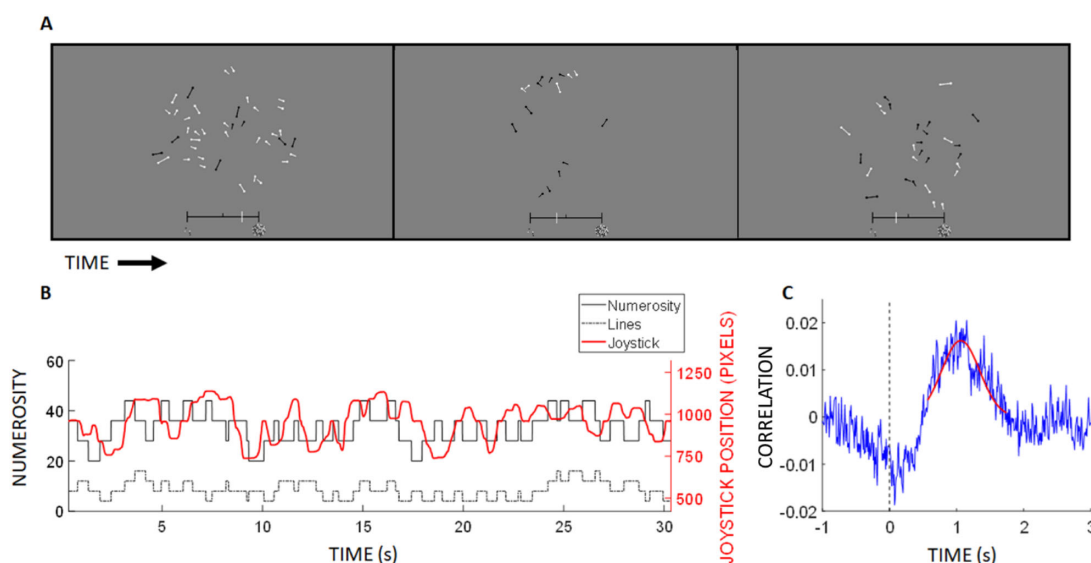 A
TIME
B
Numerosity
Lines
Joystick
NUMEROSITY
60
40
20
0
5
10
15
20
25
30
TIME (s)
1250
1000
750
500
JOYSTICK POSITION (PIXELS)
C
CORRELATION
0.02
0.01
0
-0.01
-0.02
-1
0
1
2
3
TIME (s)